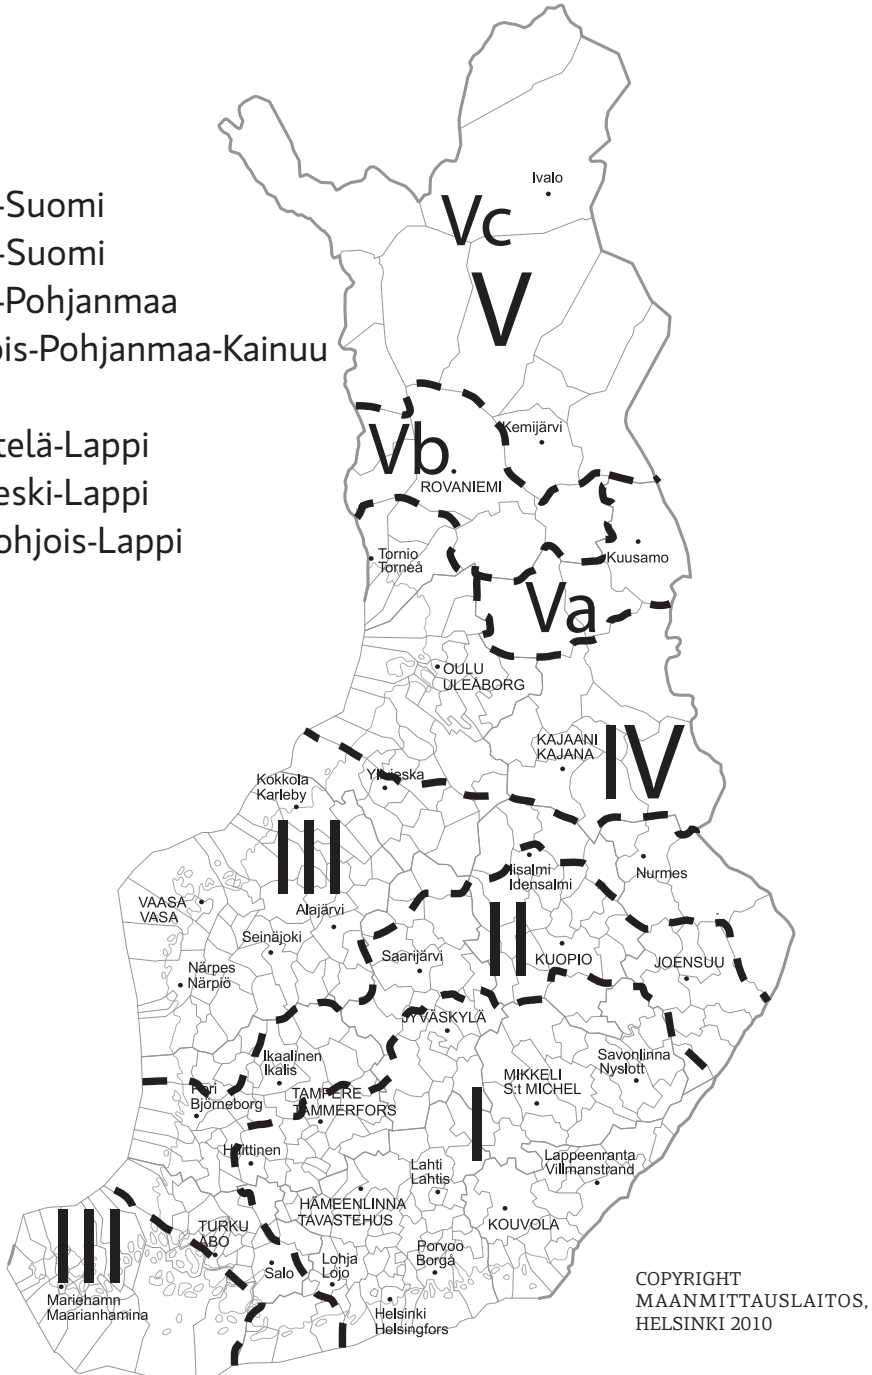 Ivalo
-Suomi
Vc
-Suomi
-Pohjanmaa
V
is-Pohjanmaa-Kainuu
Kemijärvi
telä-Lappi
Vb
ROVANIEMI
eski-Lappi
ohjois-Lappi
Tornio
Torneå
Kuusamo
Va
OULU
ULEÅBORG
KAJAANI
KAJANA
IV
Kokkola
Karleby
Ylivieska
III
Iisalmi
Idensalmi
Nurmes
VAASA
VASA
Alajärvi
II
Seinäjoki
Saarijärvi
KUOPIO
JOENSUU
Närpes
Närpiö
JYVÄSKYLÄ
Ikaalinen
Ikalis
Savonlinna
Nyslott
MIKKELI
S:t MICHEL
Pori
Björneborg
TAMPERE
TAMMERFORS
I
Huittinen
Lahti
Lahtis
Lappeenranta
Villmanstrand
HÄMEENLINNA
TAVASTEHUS
KOUVOLA
TURKU
ÅBO
III
Salo
Lohja
Lojo
Porvoo
Borgå
Mariehamn
Maarianhamina
Helsinki
Helsingfors
COPYRIGHT
MAANMITTAUSLAITOS,
HELSINKI 2010